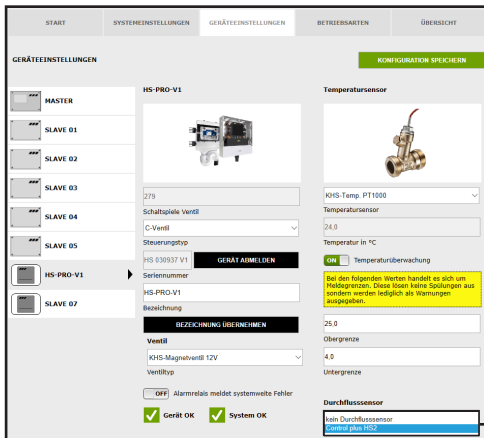 START
SYSTEMEINSTELLUNGEN
GERÄTEEINSTELLUNGEN
BETRIEBSARTEN
ÜBERSICHT
GERÄTEEINSTELLUNGEN
KONFIGURATION SPEICHERN
MASTER
SLAVE 01
SLAVE 02
SLAVE 03
SLAVE 04
SLAVE 05
HS-PRO-V1
SLAVE 07
HS-PRO-V1
279
Schaltspiele Ventil
C-Ventil
Steuerungstyp
HS 030937 V1
GERÄT ABMELDEN
Seriennummer
HS-PRO-V1
Bezeichnung
BEZEICHNUNG ÜBERNEHMEN
Ventil
KHS-Magnetventil 12V
Ventiltyp
OFF Alarmrelais meldet systemweite Fehler
Gerät OK
System OK
Temperatursensor
KHS-Temp. PT1000
Temperatursensor
24,0
Temperatur in °C
ON Temperaturüberwachung
Bei den folgenden Werten handelt es sich um
Meldegrenzen. Diese lösen keine Spülungen aus
sondern werden lediglich als Warnungen
ausgegeben.
25,0
Obergrenze
4,0
Untergrenze
Durchflusssensor
kein Durchflusssensor
Control plus HS2